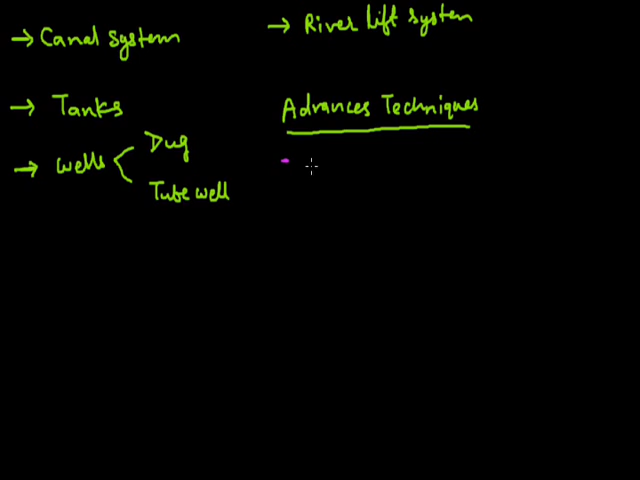 → Canal system
→ River lift system
→ Tanks
Advances Techniques
→ Wells
Dug
Tube well